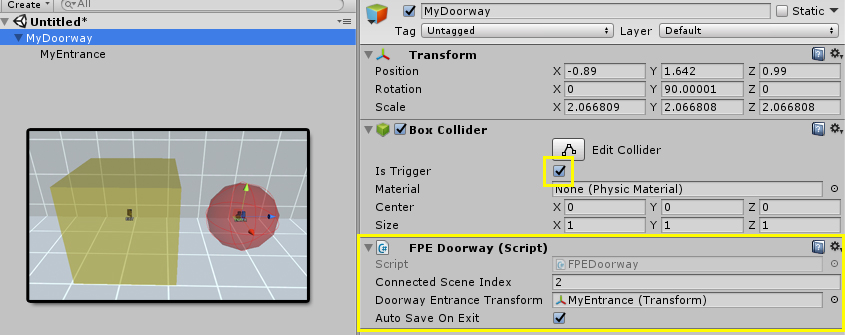 Create
All
Untitled*
MyDoorway
MyEntrance
MyDoorway
Static
Tag Untagged Layer Default
Transform
Position X -0.89 Y 1.642 Z 0.99
Rotation X 0 Y 90.00001 Z 0
Scale X 2.066809 Y 2.066808 Z 2.066808
Box Collider
Edit Collider
Is Trigger
Material None (Physic Material)
Center X 0 Y 0 Z 0
Size X 1 Y 1 Z 1
FPE Doorway (Script)
Script FPEDoorway
Connected Scene Index 2
Doorway Entrance Transform MyEntrance (Transform)
Auto Save On Exit